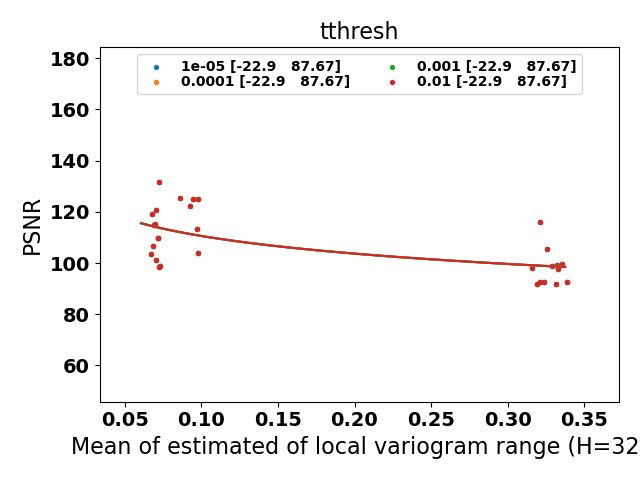 tthresh
1e-05 [-22.9   87.67]
0.0001 [-22.9   87.67]
0.001 [-22.9   87.67]
0.01 [-22.9   87.67]
PSNR
180
160
140
120
100
80
60
0.05 0.10 0.15 0.20 0.25 0.30 0.35
Mean of estimated of local variogram range (H=32